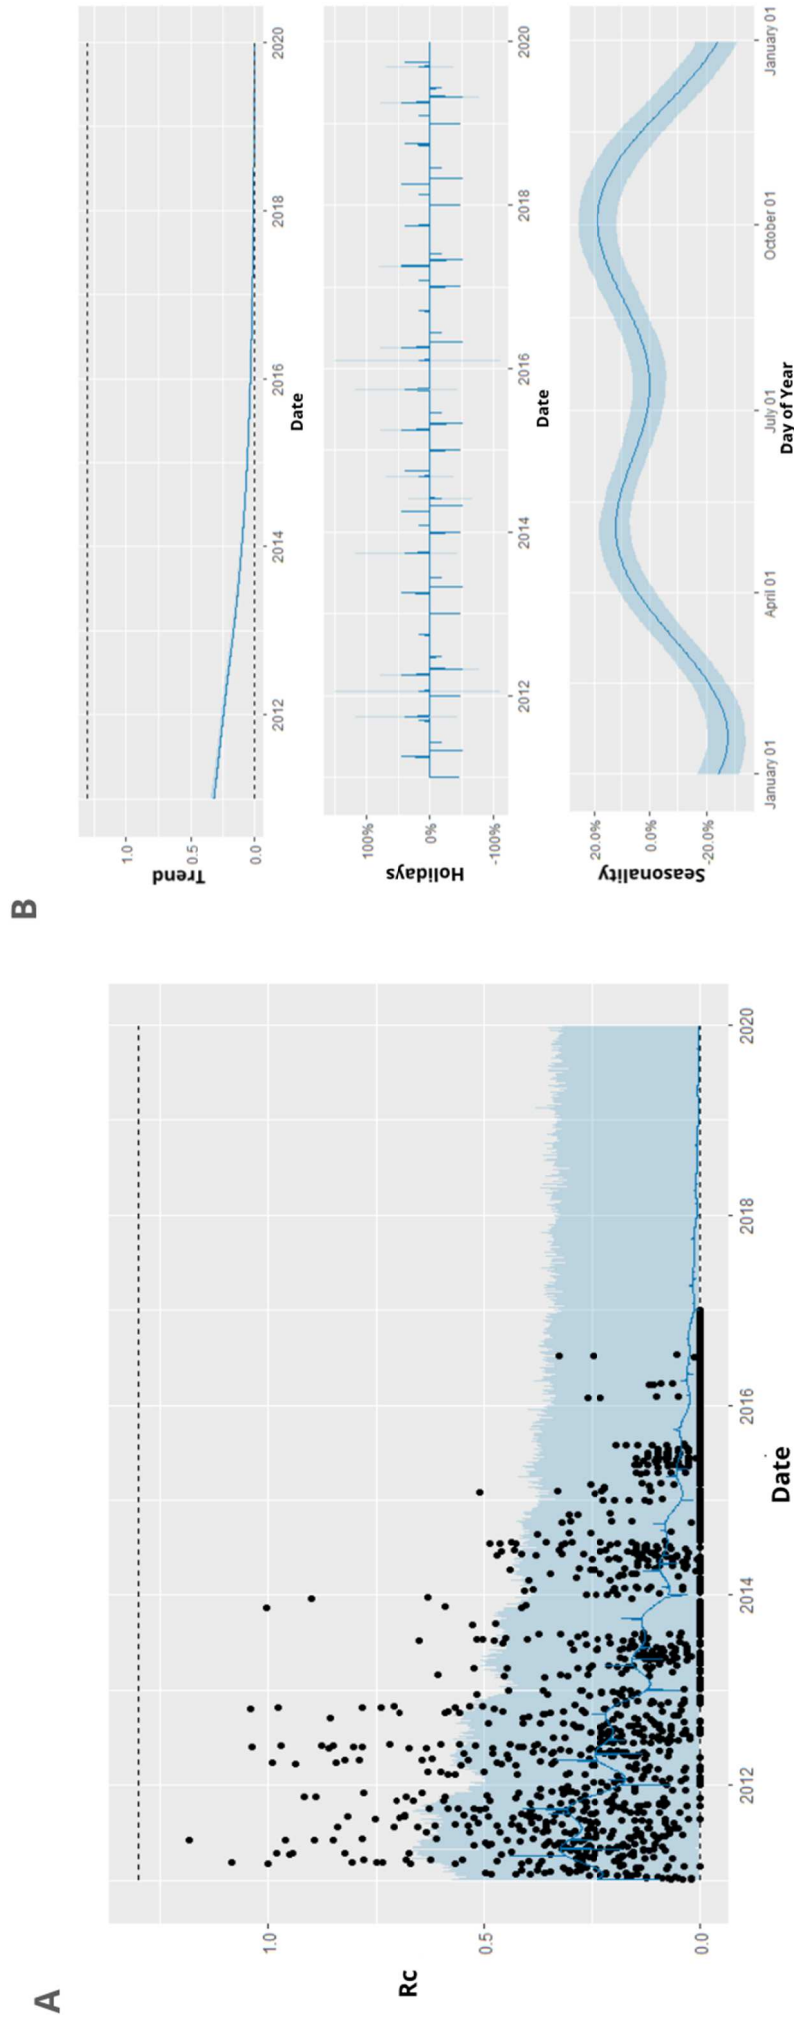 A
Rc
1.0
0.5
0.0
2012
2014
2016
2018
2020
Date
B
Trend
1.0
0.5
0.0
2012
2014
2016
2018
2020
Date
Holidays
100%
0%
-100%
2012
2014
2016
2018
2020
Date
Seasonality
20.0%
0.0%
-20.0%
January 01
April 01
July 01
October 01
January 01
Day of Year